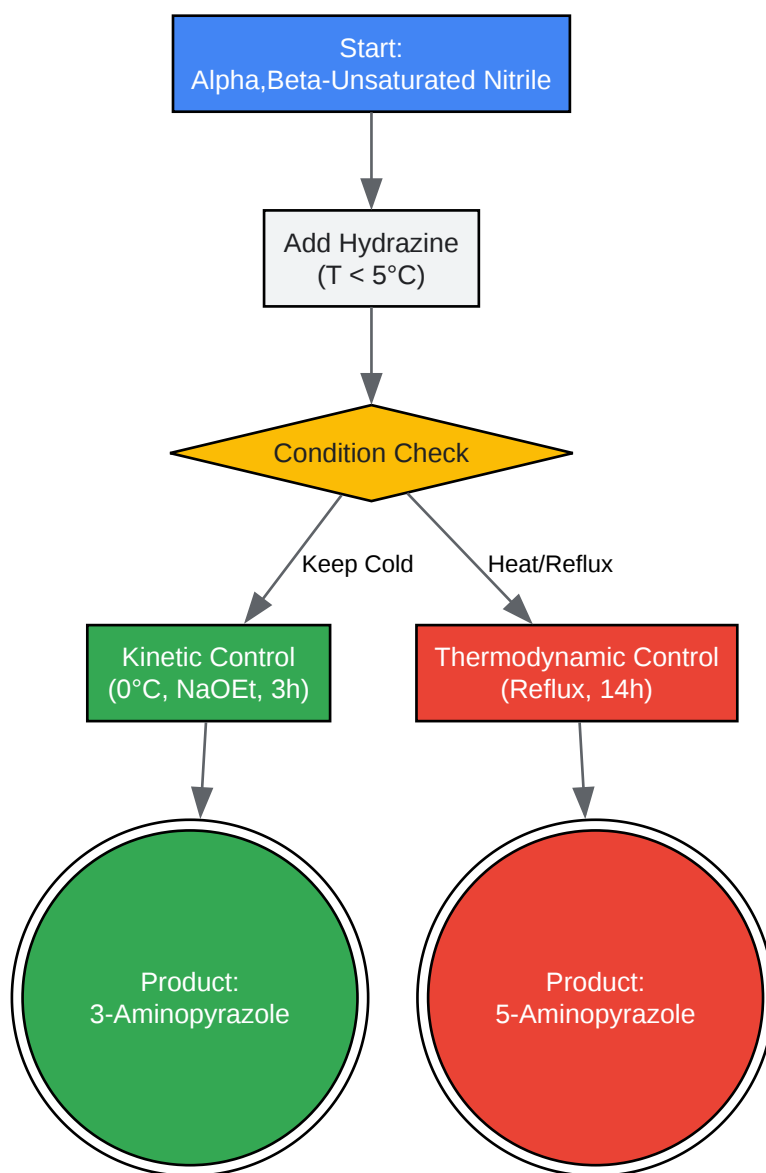 Start:
Alpha,Beta-Unsaturated Nitrile
Add Hydrazine
(T < 5°C)
Condition Check
Keep Cold
Heat/Reflux
Kinetic Control
(0°C, NaOEt, 3h)
Thermodynamic Control
(Reflux, 14h)
Product:
3-Aminopyrazole
Product:
5-Aminopyrazole